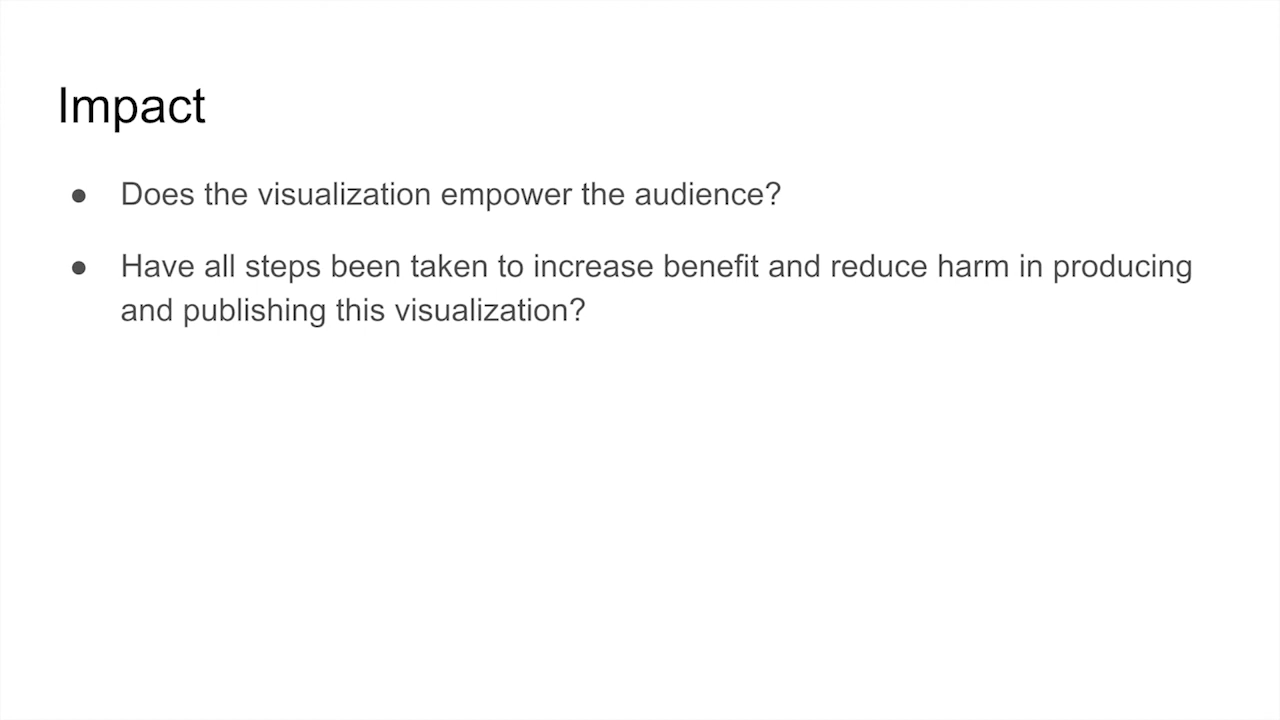 Impact
● Does the visualization empower the audience?
● Have all steps been taken to increase benefit and reduce harm in producing
and publishing this visualization?